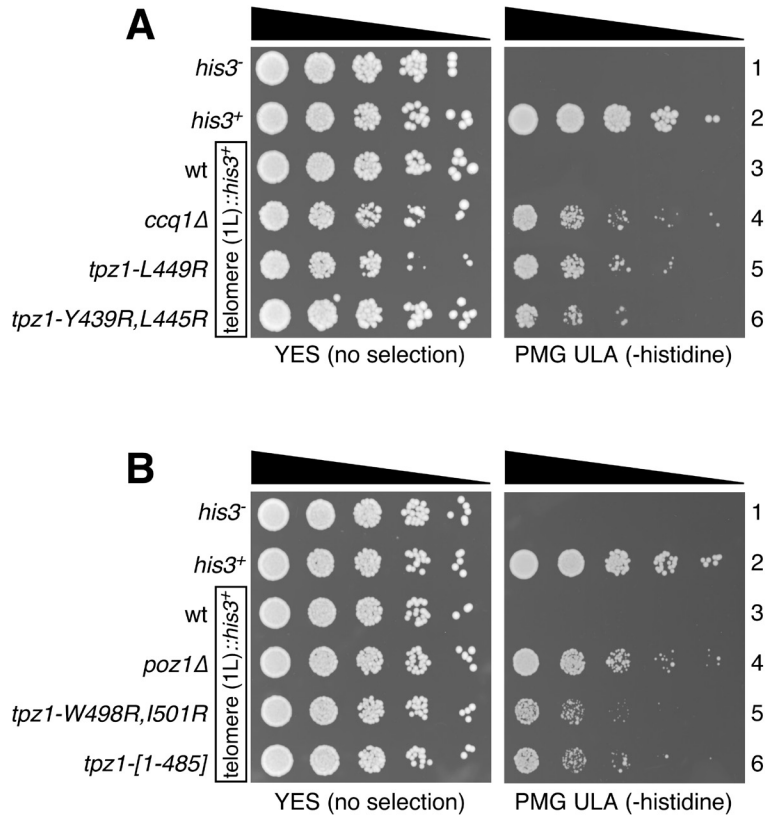 A
his3- 1
his3+ 2
wt 3
ccq1Δ 4
tpz1-L449R 5
tpz1-Y439R,L445R 6
telomere (1L)::his3+
YES (no selection) PMG ULA (-histidine)
B
his3- 1
his3+ 2
wt 3
poz1Δ 4
tpz1-W498R,I501R 5
tpz1-[1-485] 6
telomere (1L)::his3+
YES (no selection) PMG ULA (-histidine)